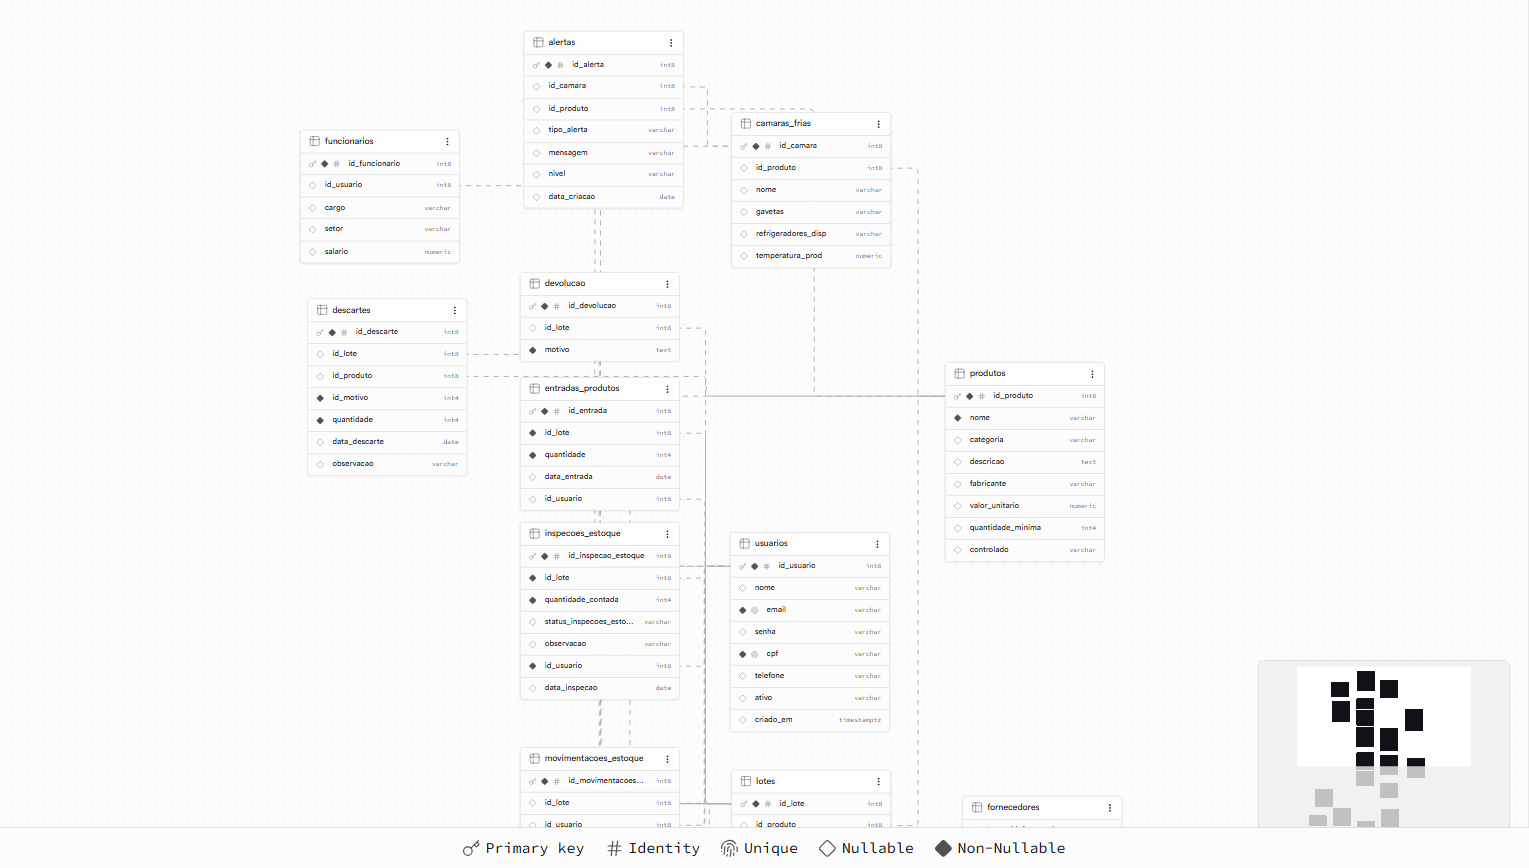 alertas
id_alerta int8
id_camara int8
id_produto int8
tipo_alerta varchar
mensagem varchar
nivel varchar
data_criacao date
camaras_frias
id_camara int8
id_produto int8
nome varchar
gavetas varchar
refrigeradores_disp varchar
temperatura_prod numeric
funcionarios
id_funcionario int8
id_usuario int8
cargo varchar
setor varchar
salario numeric
devolucao
id_devolucao int8
id_lote int8
motivo text
descartes
id_descarte int8
id_lote int8
id_produto int8
id_motivo int4
quantidade int4
data_descarte date
observacao varchar
entradas_produtos
id_entrada int8
id_lote int8
quantidade int4
data_entrada date
id_usuario int8
produtos
id_produto int8
nome varchar
categoria varchar
descricao text
fabricante varchar
valor_unitario numeric
quantidade_minima int4
controlado varchar
inspecoes_estoque
id_inspecao_estoque int8
id_lote int8
quantidade_contada int4
status_inspecoes_esto... varchar
observacao varchar
id_usuario int8
data_inspecao date
usuarios
id_usuario int8
nome varchar
email varchar
senha varchar
cpf varchar
telefone varchar
ativo varchar
criado_em timestamptz
movimentacoes_estoque
id_movimentacoes... int8
id_lote int8
id_usuario int8
lotes
id_lote int8
id_produto int8
fornecedores
Primary key # Identity Unique Nullable Non-Nullable